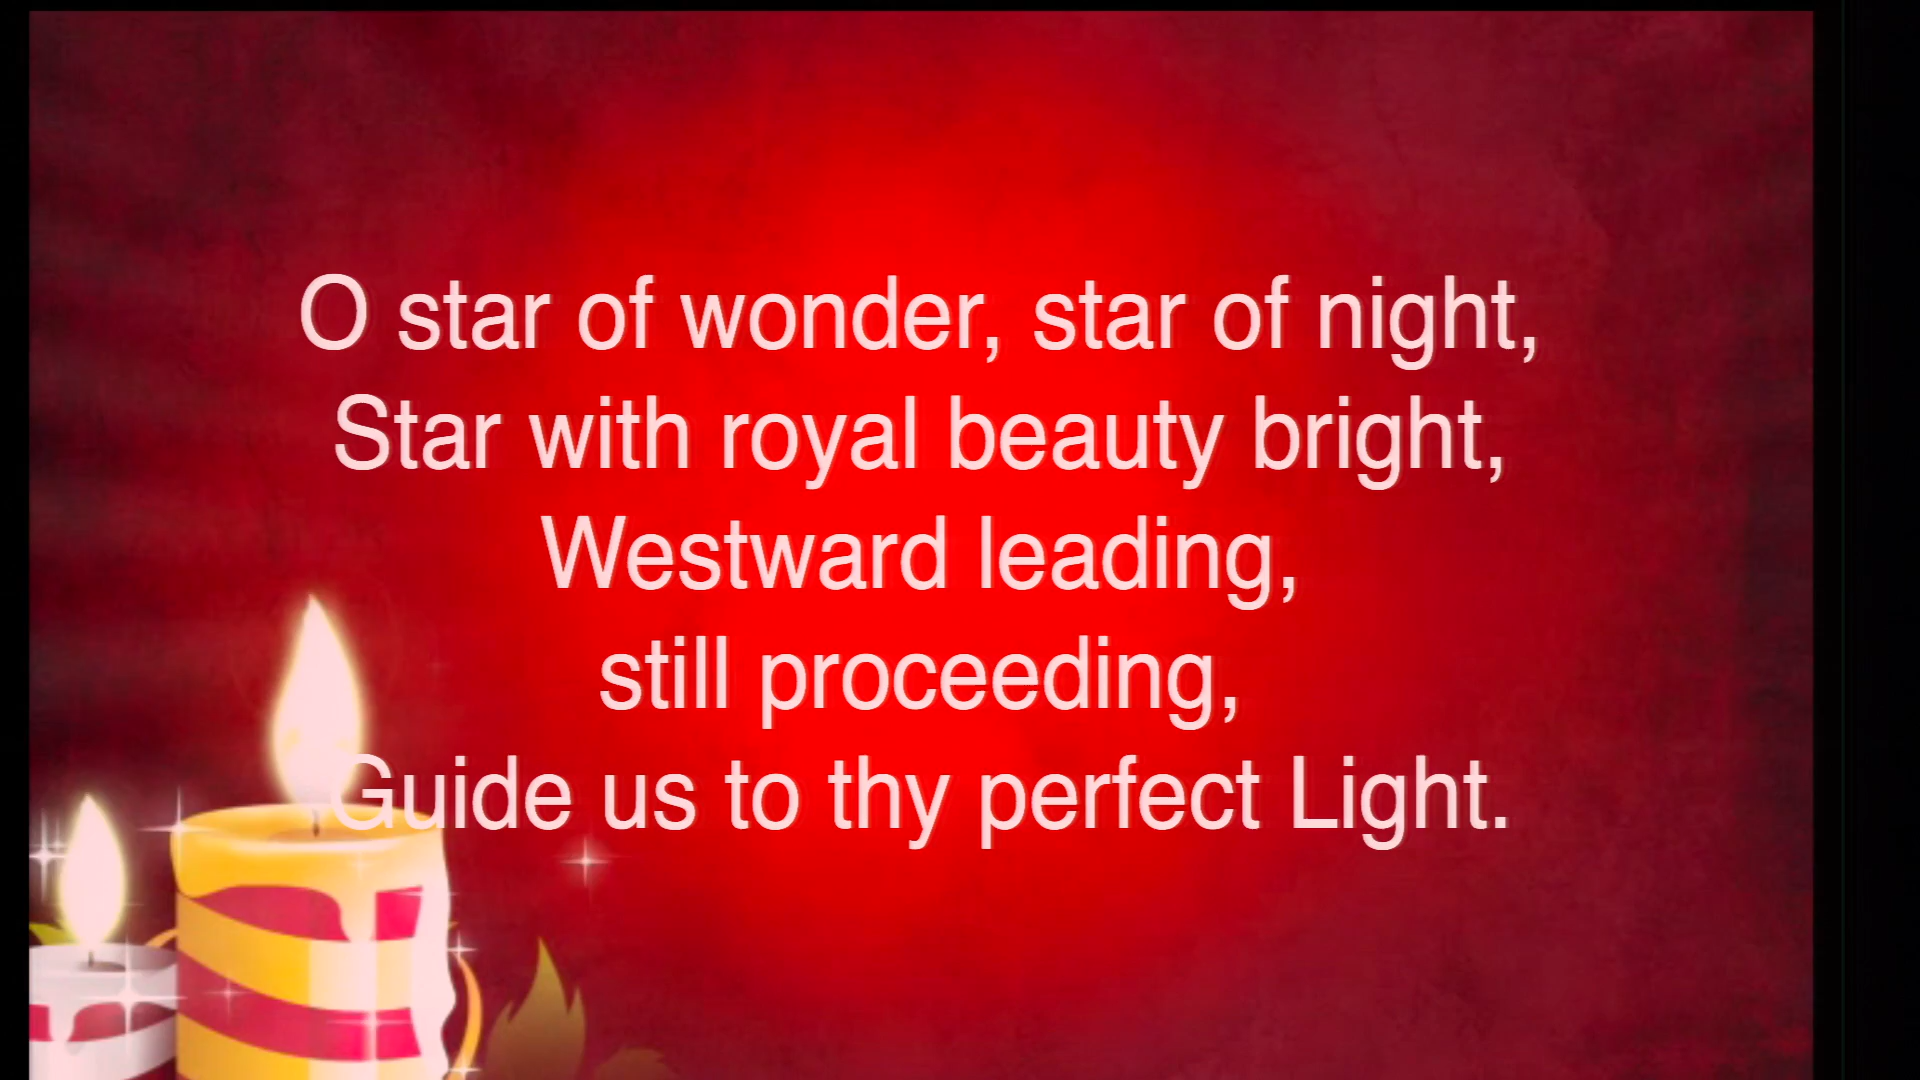 O star of wonder, star of night,
Star with royal beauty bright,
Westward leading,
still proceeding,
Guide us to thy perfect Light.